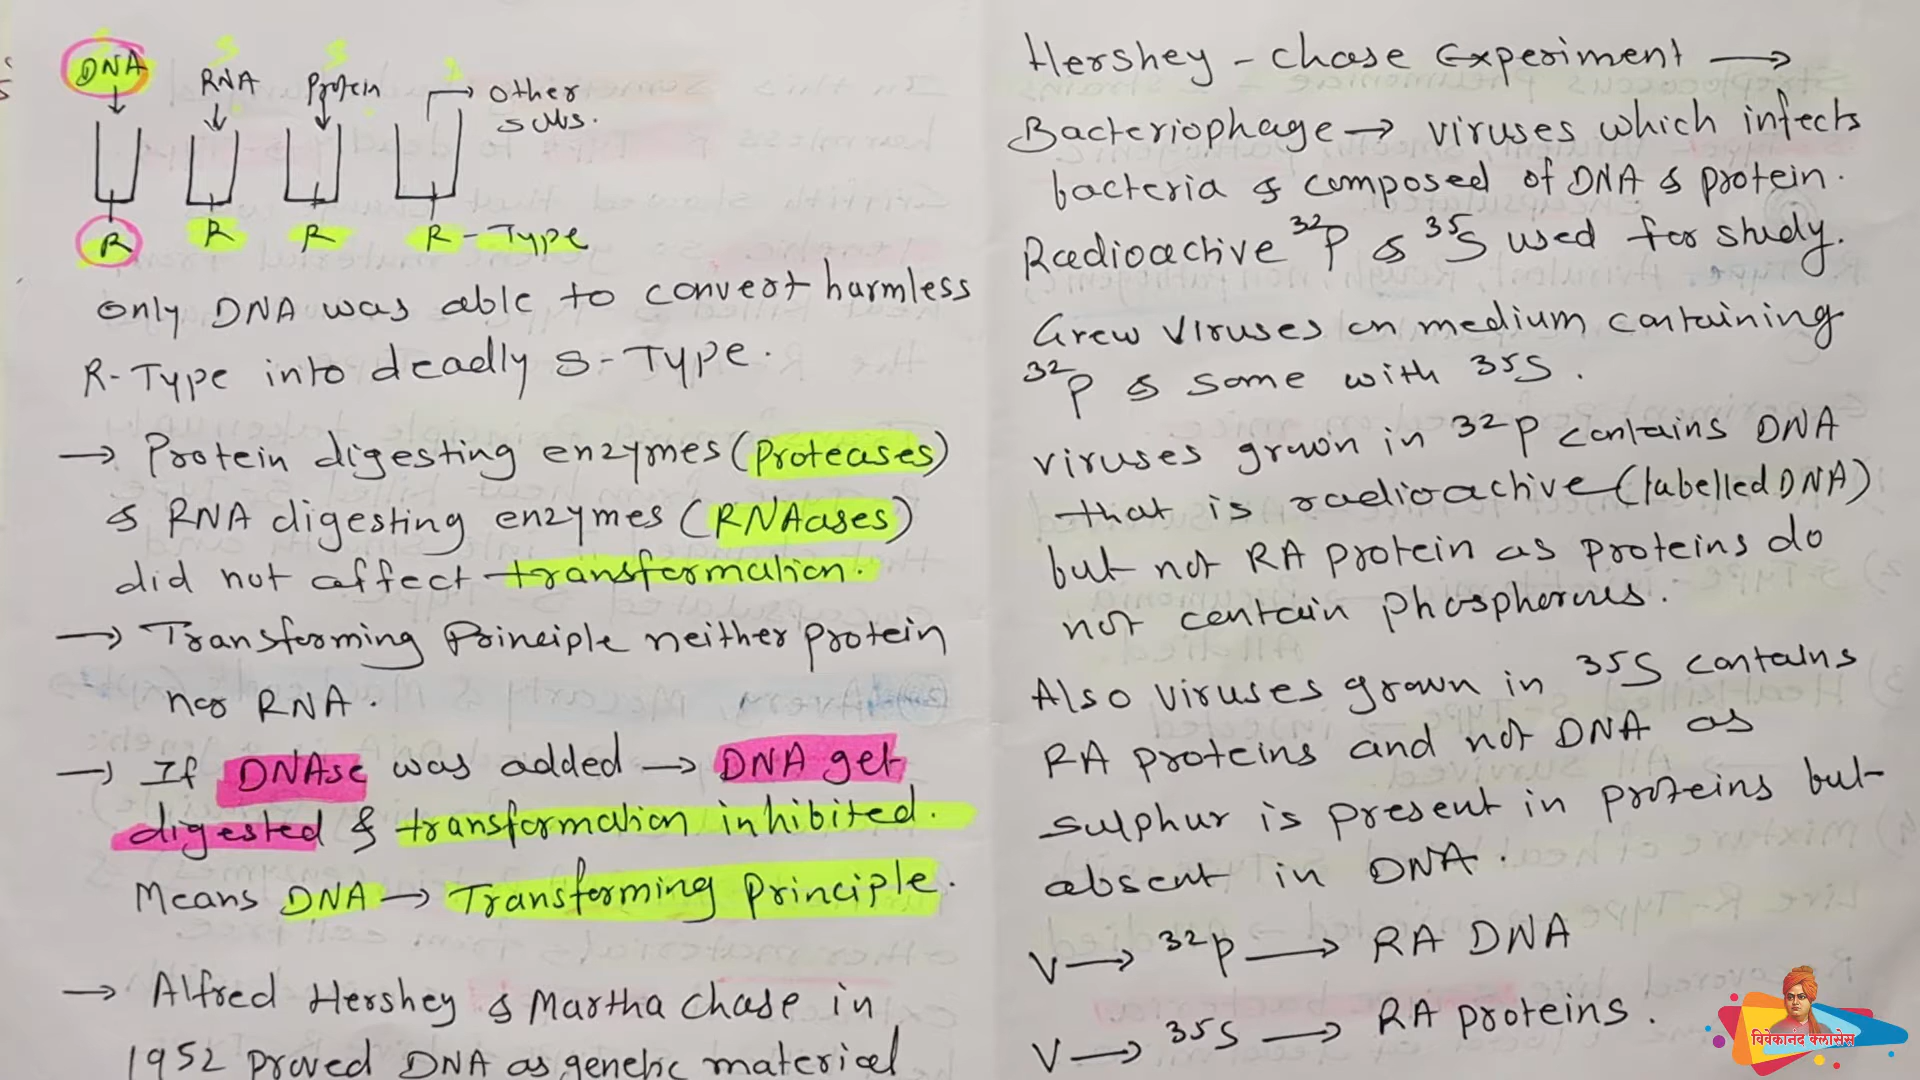 S S S S
DNA RNA Protein Other
subs.
R R R R - Type
Only DNA was able to convert harmless
R-Type into deadly S-Type.
→ Protein digesting enzymes (Proteases)
& RNA digesting enzymes (RNAases)
did not affect transformation.
→ Transforming Principle neither protein
nor RNA.
→ If DNAse was added → DNA get
digested & transformation inhibited.
Means DNA → Transforming principle.
→ Alfred Hershey & Martha Chase in
1952 proved DNA as genetic material
Hershey - Chase Experiment →
Bacteriophage → viruses which infects
bacteria & composed of DNA & protein.
Radioactive ³²P & ³⁵S used for study.
Grew viruses on medium containing
³²P & some with 35S.
viruses grown in 32P contains DNA
that is radioactive (labelled DNA)
but not RA protein as proteins do
not contain phosphorus.
Also viruses grown in 35S contains
RA proteins and not DNA as
sulphur is present in proteins but
absent in DNA.
V → ³²P → RA DNA
V → ³⁵S → RA proteins.
विवेकानंद क्लासेस